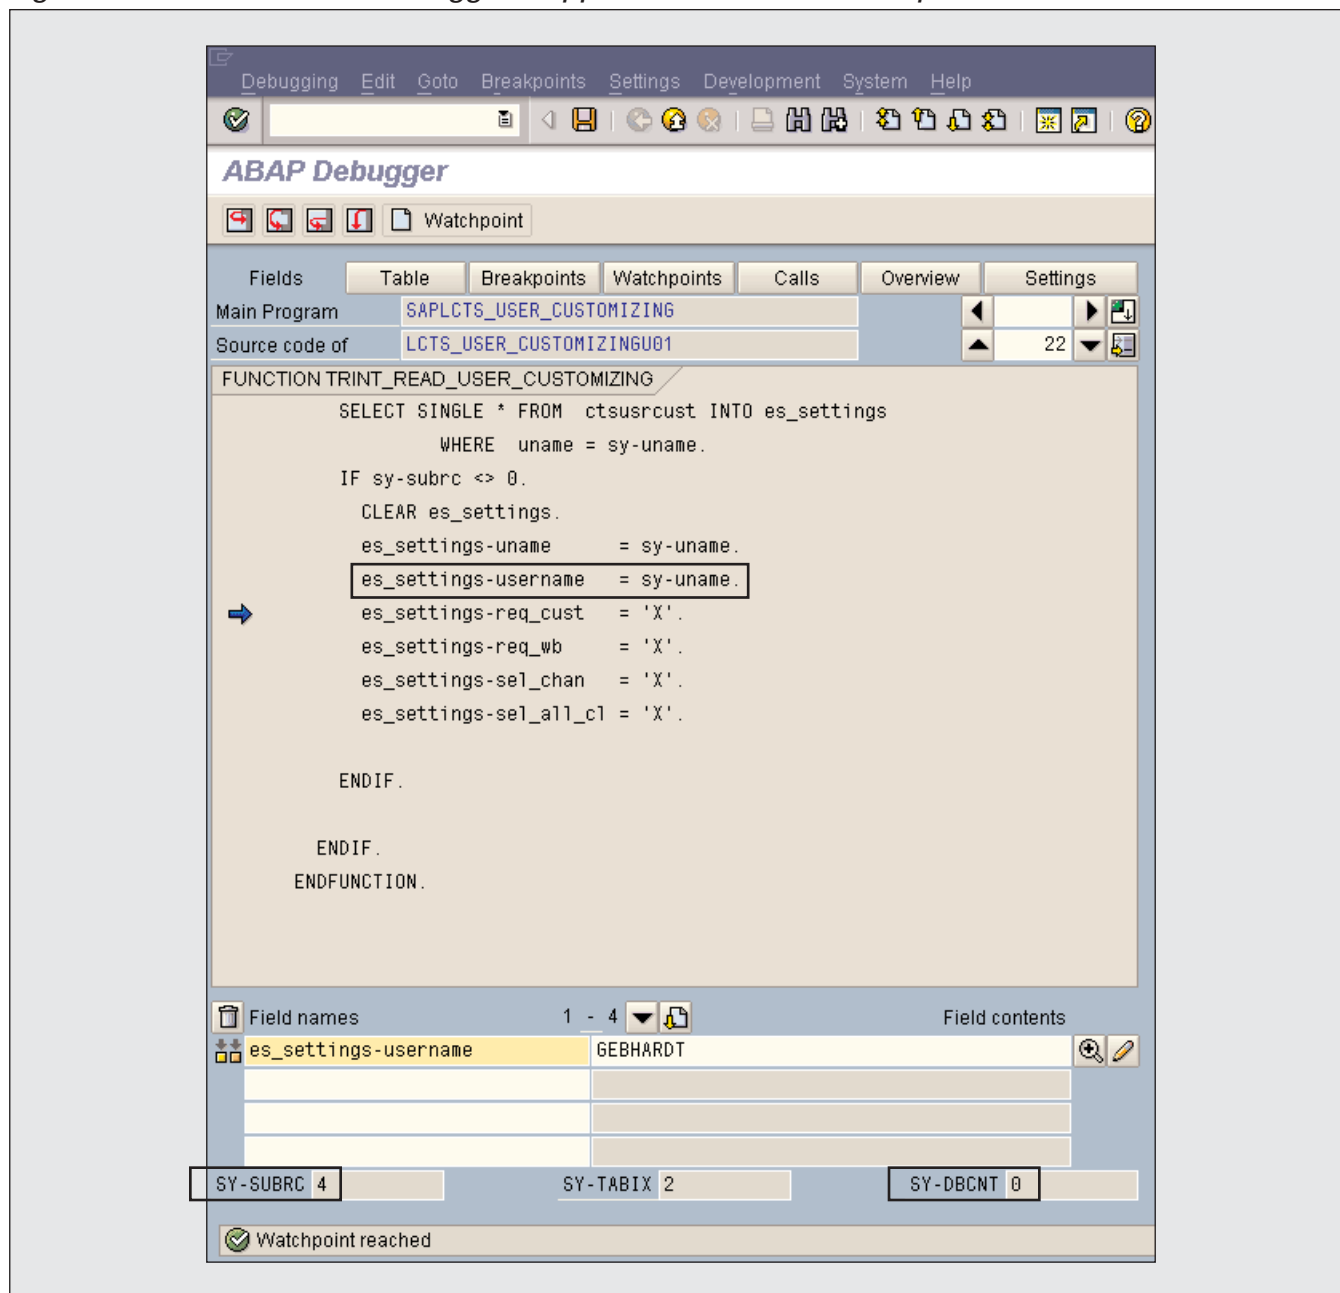 Debugging Edit Goto Breakpoints Settings Development System Help
ABAP Debugger
Watchpoint
Fields Table Breakpoints Watchpoints Calls Overview Settings
Main Program SAPLCTS_USER_CUSTOMIZING
Source code of LCTS_USER_CUSTOMIZINGU01 22
FUNCTION TRINT_READ_USER_CUSTOMIZING
SELECT SINGLE * FROM ctsusrcust INTO es_settings
WHERE uname = sy-uname.
IF sy-subrc <> 0.
CLEAR es_settings.
es_settings-uname = sy-uname.
es_settings-username = sy-uname.
es_settings-req_cust = 'X'.
es_settings-req_wb = 'X'.
es_settings-sel_chan = 'X'.
es_settings-sel_all_cl = 'X'.
ENDIF.
ENDIF.
ENDFUNCTION.
Field names 1 - 4 Field contents
es_settings-username GEBHARDT
SY-SUBRC 4 SY-TABIX 2 SY-DBCNT 0
Watchpoint reached